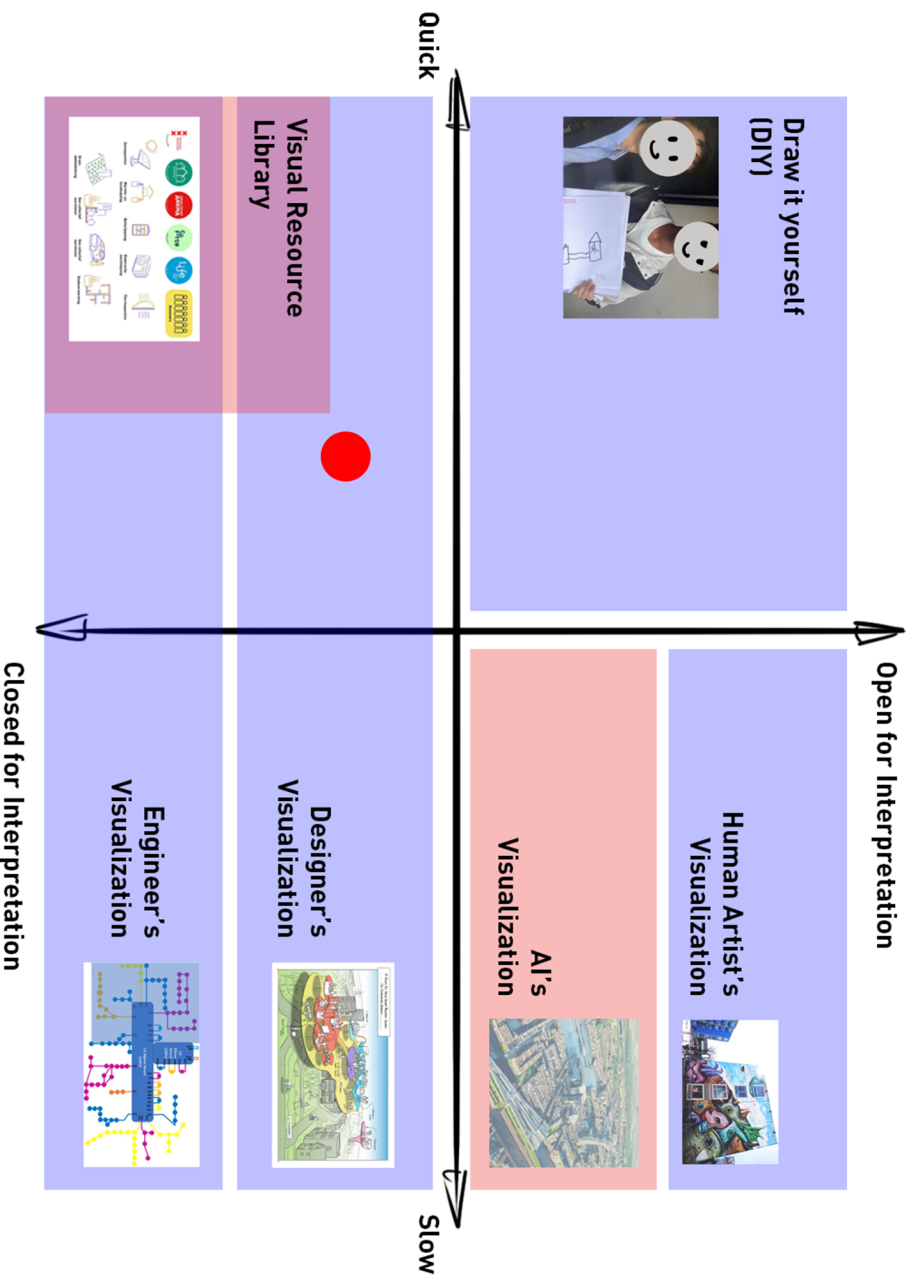 Open for Interpretation
Draw it yourself
(DIY)
Human Artist's
Visualization
AI's
Visualization
Quick
Slow
Visual Resource
Library
Designer's
Visualization
Engineer's
Visualization
Closed for Interpretation